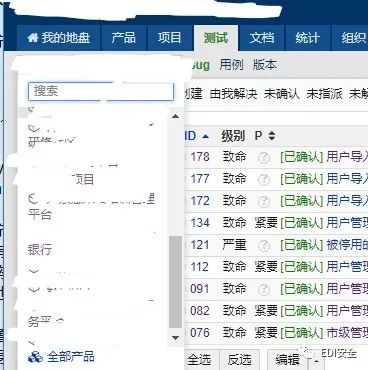 我的地盘 产品 项目 测试 文档 统计 组织
ug 用例 版本
搜索
创建 由我解决 未确认 未指派 未解
ID 级别 P
178 致命 [已确认] 用户导入
177 致命 [已确认] 用户导入
项目
172 致命 [已确认] 用户导入
管理
平台
134 致命 紧要 [已确认] 用户管理
121 严重 [已确认] 被停用的
银行
112 致命 紧要 [已确认] 用户管理
091 致命 紧要 [已确认] 用户管理
082 致命 紧要 [已确认] 用户管理
务平台
076 致命 紧要 [已确认] 市级管理
全部产品
全选 反选 编辑
EDI安全